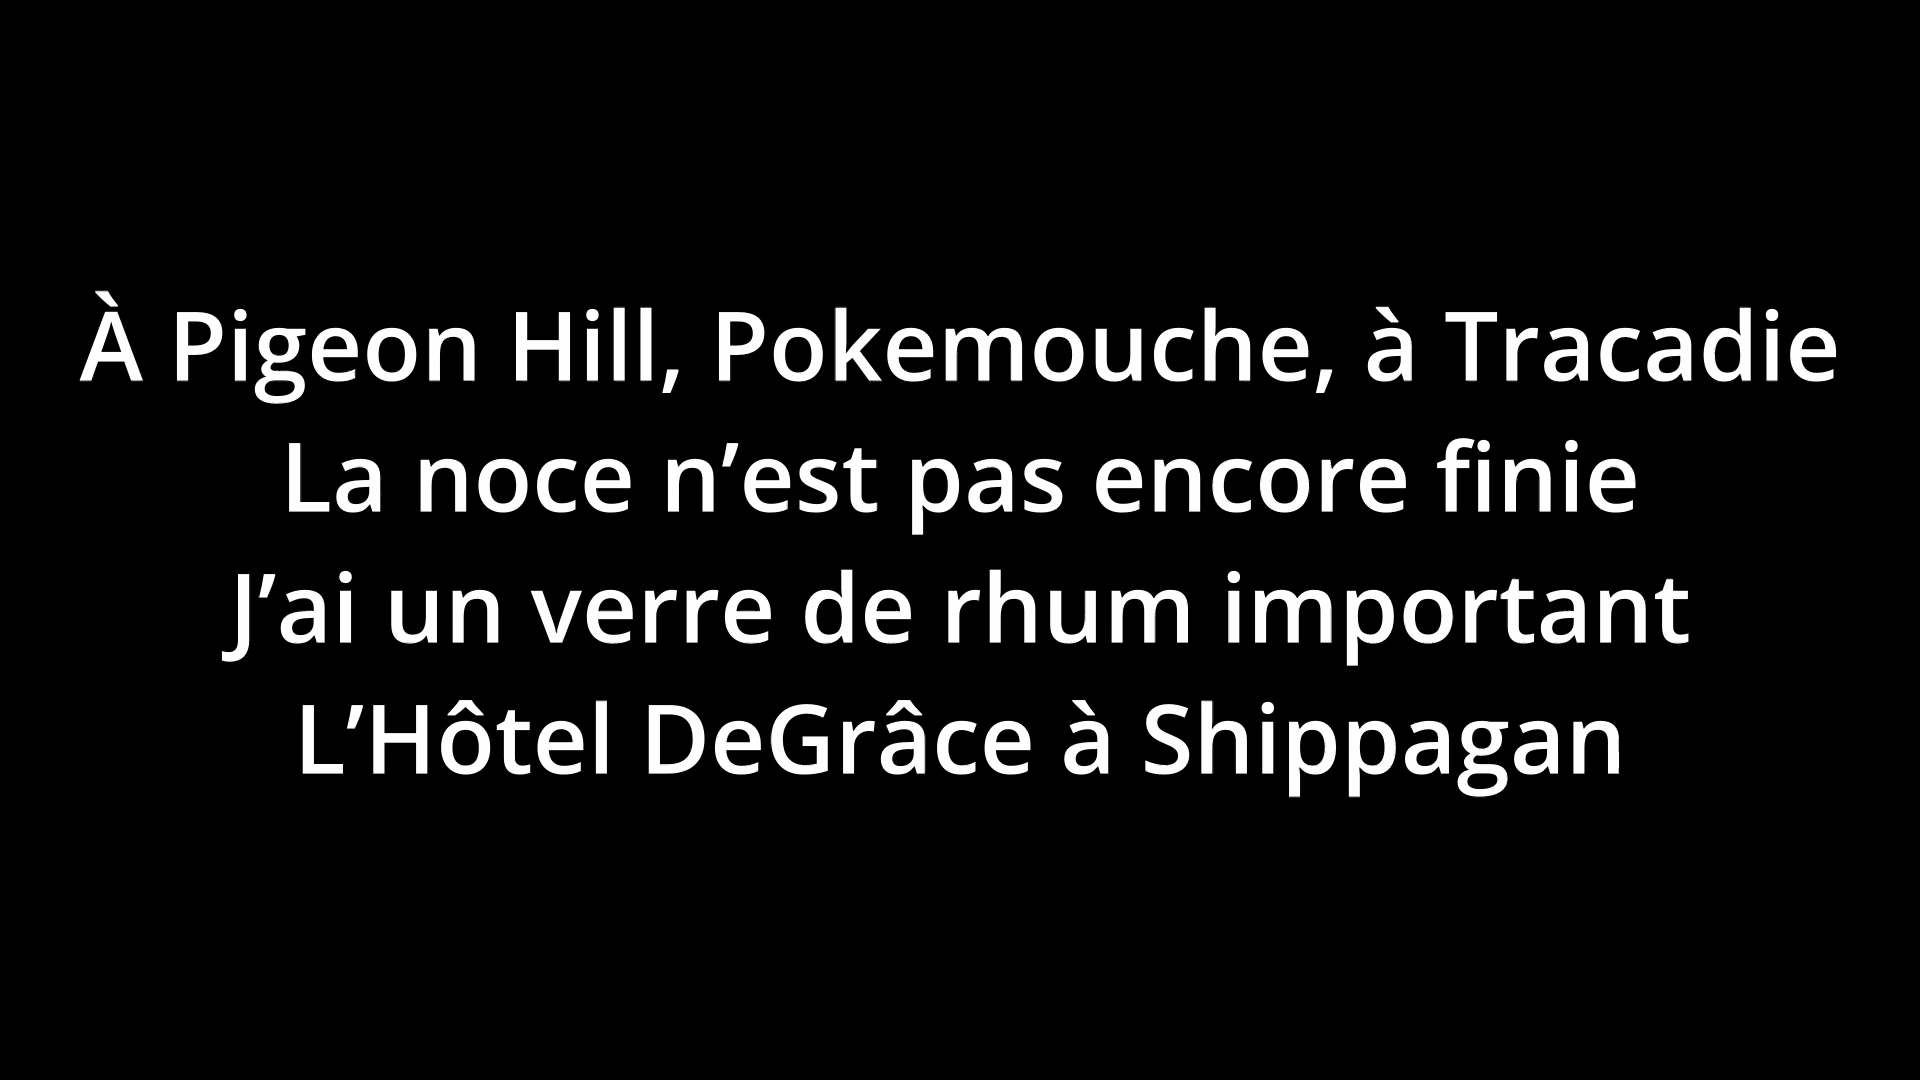 À Pigeon Hill, Pokemouche, à Tracadie
La noce n’est pas encore finie
J’ai un verre de rhum important
L’Hôtel DeGrâce à Shippagan